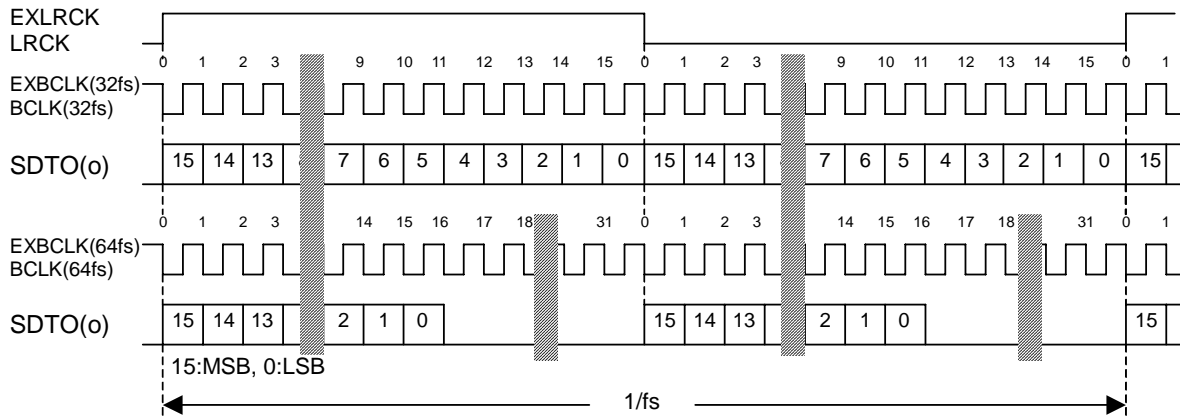 EXLRCK
LRCK
0 1 2 3 9 10 11 12 13 14 15 0 1 2 3 9 10 11 12 13 14 15 0 1
EXBCLK(32fs)
BCLK(32fs)
SDTO(o)
15 14 13 7 6 5 4 3 2 1 0 15 14 13 7 6 5 4 3 2 1 0 15
0 1 2 3 14 15 16 17 18 31 0 1 2 3 14 15 16 17 18 31 0 1
EXBCLK(64fs)
BCLK(64fs)
SDTO(o)
15 14 13 2 1 0 15 14 13 2 1 0 15
15:MSB, 0:LSB
1/fs